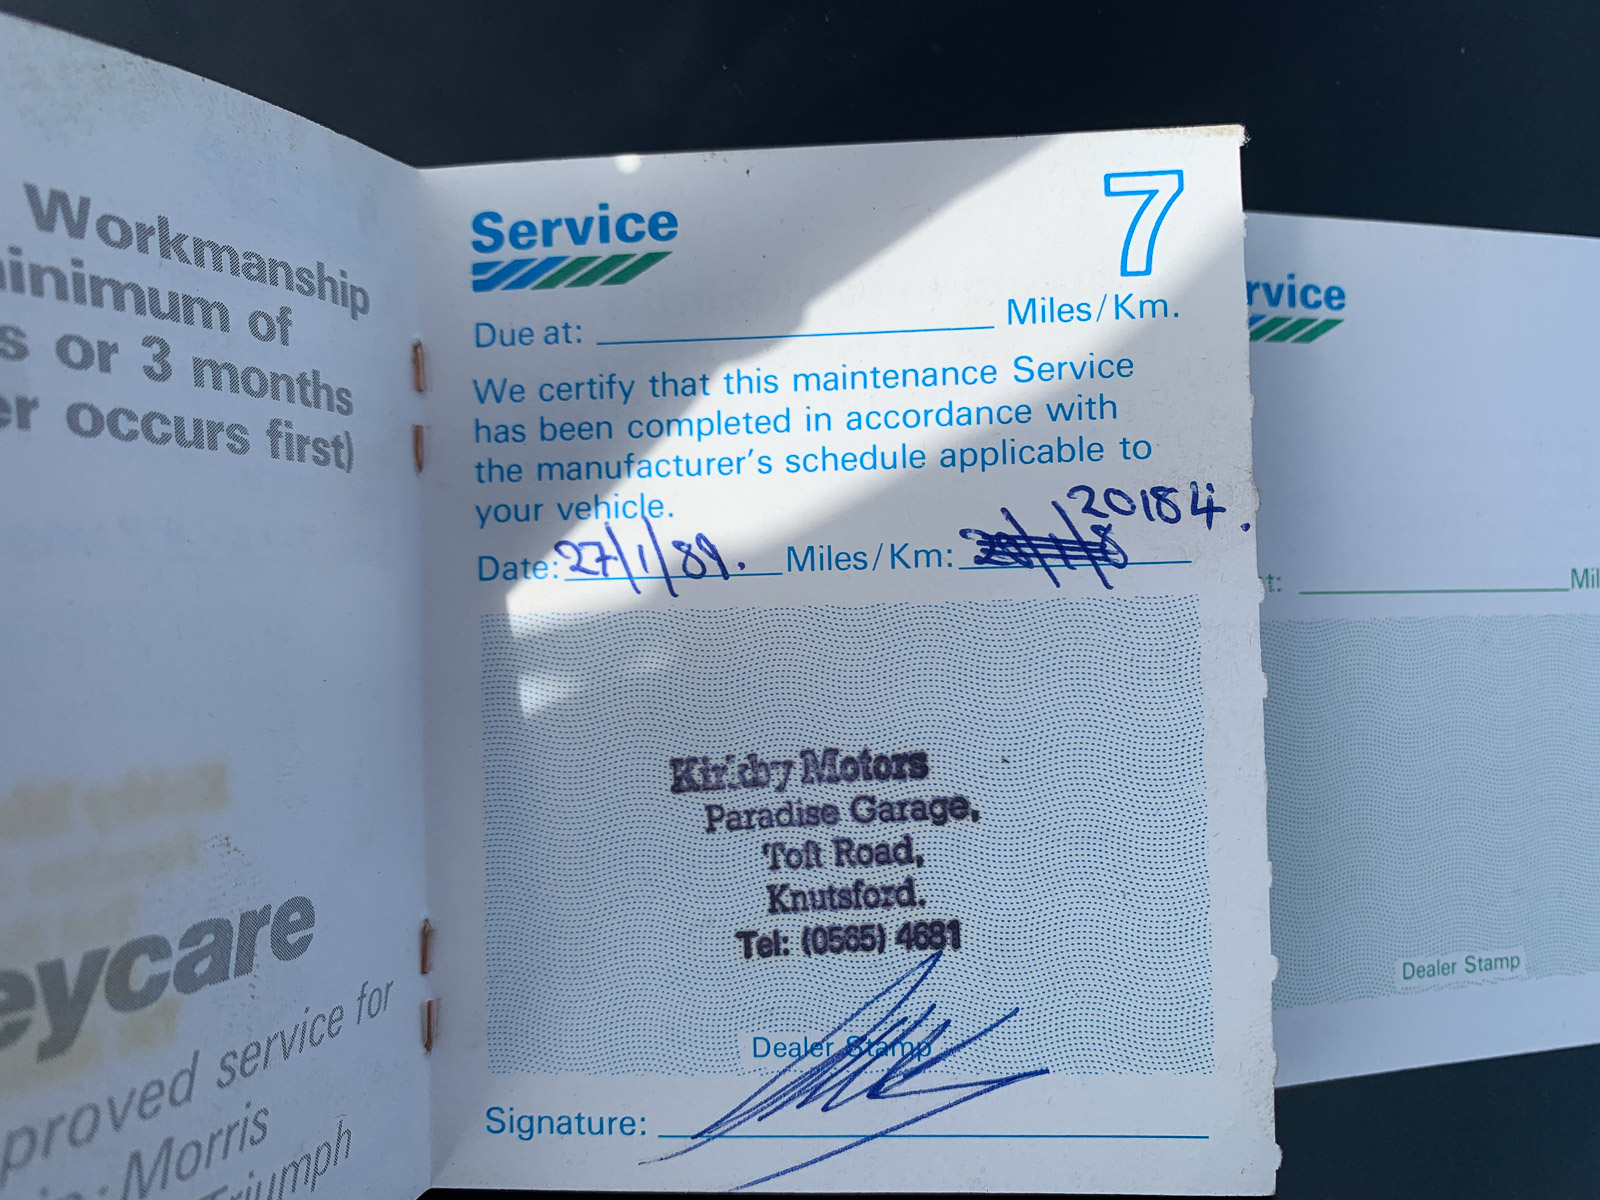 Workmanship
minimum of
s or 3 months
er occurs first)
eycare
proved service for
Morris
Triumph
Service
7
Due at: Miles/Km.
We certify that this maintenance Service
has been completed in accordance with
the manufacturer's schedule applicable to
your vehicle.
20184.
Date: 27/1/89. Miles/Km:
Kirkby Motors
Paradise Garage,
Toft Road,
Knutsford.
Tel: (0565) 4681
Dealer Stamp
Signature:
rvice
t: Mil
Dealer Stamp